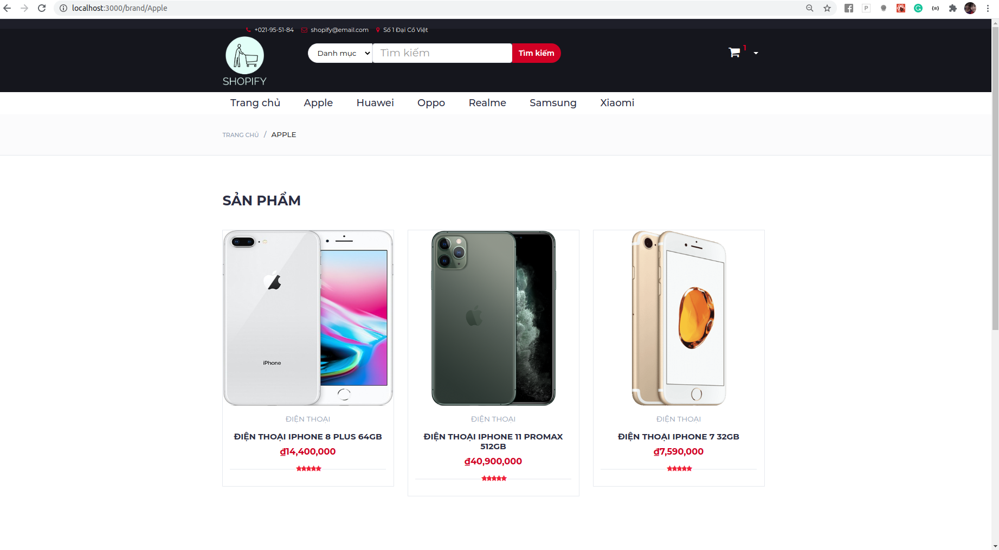 localhost:3000/brand/Apple
+021-95-51-84 shopify@email.com Số 1 Đại Cồ Việt
Danh mục Tìm kiếm Tìm kiếm 1
SHOPIFY
Trang chủ Apple Huawei Oppo Realme Samsung Xiaomi
TRANG CHỦ / APPLE
SẢN PHẨM
iPhone
ĐIỆN THOẠI ĐIỆN THOẠI ĐIỆN THOẠI
ĐIỆN THOẠI IPHONE 8 PLUS 64GB
₫14,400,000
ĐIỆN THOẠI IPHONE 11 PROMAX
512GB
₫40,900,000
ĐIỆN THOẠI IPHONE 7 32GB
₫7,590,000